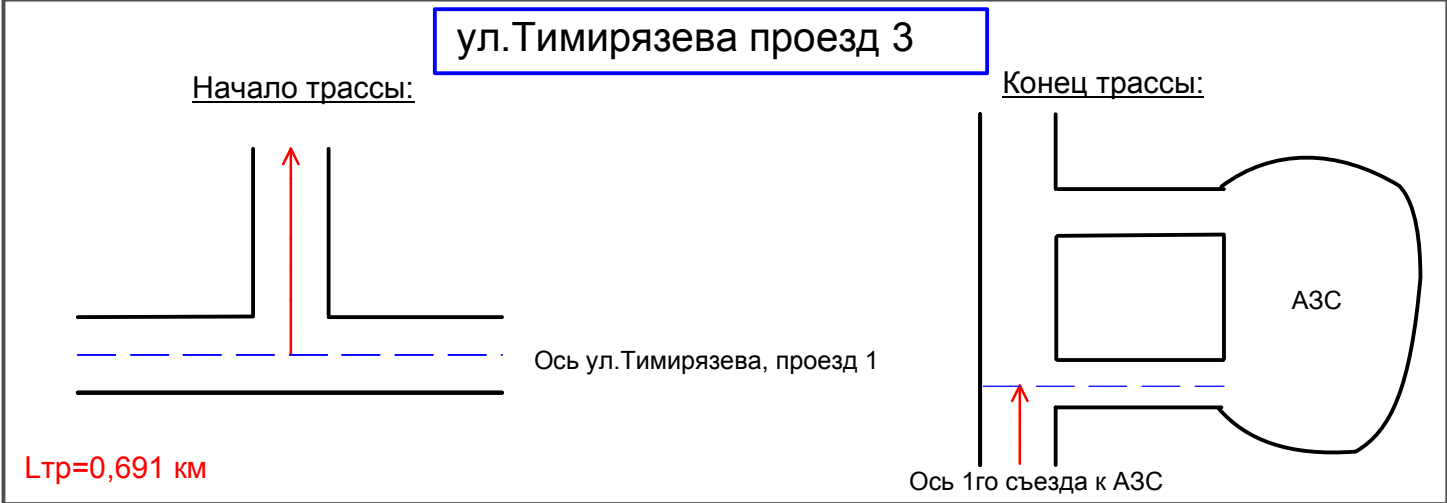 ул.Тимирязева проезд 3
Начало трассы:
Конец трассы:
АЗС
Ось ул.Тимирязева, проезд 1
Lтр=0,691 км
Ось 1го съезда к АЗС